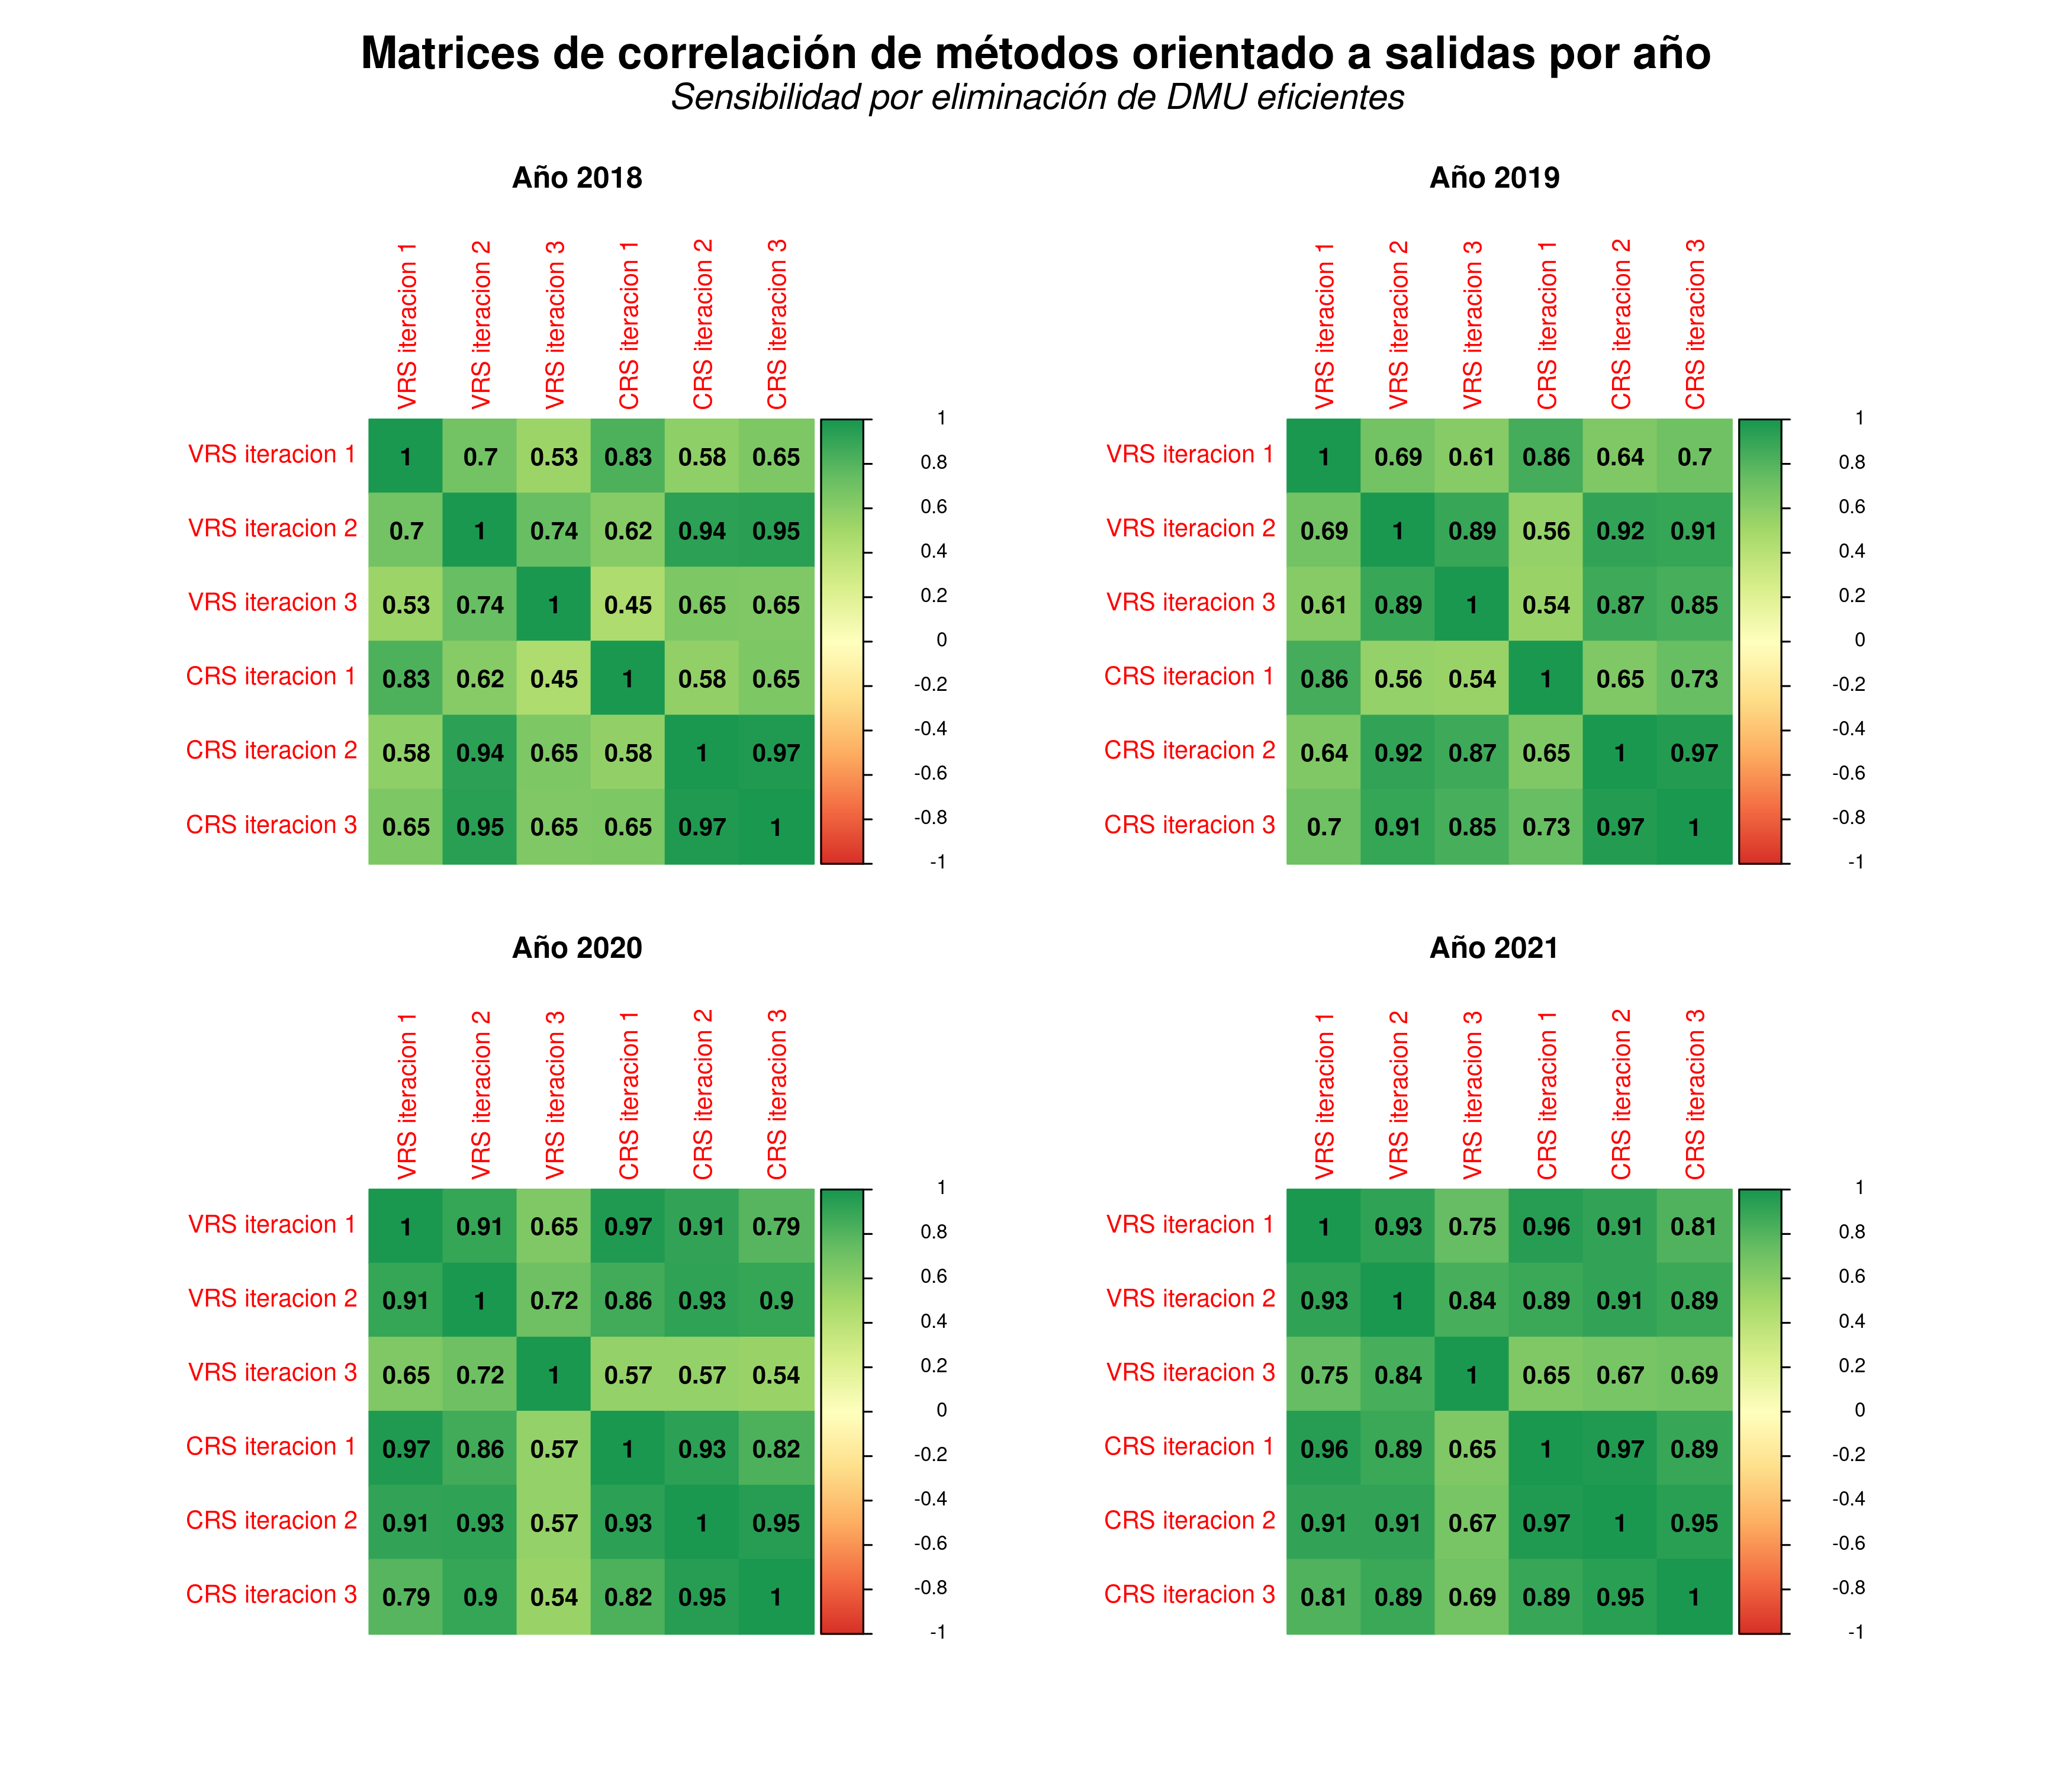 Matrices de correlación de métodos orientado a salidas por año
Sensibilidad por eliminación de DMU eficientes
Año 2018
VRS iteracion 1 VRS iteracion 2 VRS iteracion 3 CRS iteracion 1 CRS iteracion 2 CRS iteracion 3
VRS iteracion 1 1 0.7 0.53 0.83 0.58 0.65
VRS iteracion 2 0.7 1 0.74 0.62 0.94 0.95
VRS iteracion 3 0.53 0.74 1 0.45 0.65 0.65
CRS iteracion 1 0.83 0.62 0.45 1 0.58 0.65
CRS iteracion 2 0.58 0.94 0.65 0.58 1 0.97
CRS iteracion 3 0.65 0.95 0.65 0.65 0.97 1
1
0.8
0.6
0.4
0.2
0
-0.2
-0.4
-0.6
-0.8
-1
Año 2019
VRS iteracion 1 VRS iteracion 2 VRS iteracion 3 CRS iteracion 1 CRS iteracion 2 CRS iteracion 3
VRS iteracion 1 1 0.69 0.61 0.86 0.64 0.7
VRS iteracion 2 0.69 1 0.89 0.56 0.92 0.91
VRS iteracion 3 0.61 0.89 1 0.54 0.87 0.85
CRS iteracion 1 0.86 0.56 0.54 1 0.65 0.73
CRS iteracion 2 0.64 0.92 0.87 0.65 1 0.97
CRS iteracion 3 0.7 0.91 0.85 0.73 0.97 1
1
0.8
0.6
0.4
0.2
0
-0.2
-0.4
-0.6
-0.8
-1
Año 2020
VRS iteracion 1 VRS iteracion 2 VRS iteracion 3 CRS iteracion 1 CRS iteracion 2 CRS iteracion 3
VRS iteracion 1 1 0.91 0.65 0.97 0.91 0.79
VRS iteracion 2 0.91 1 0.72 0.86 0.93 0.9
VRS iteracion 3 0.65 0.72 1 0.57 0.57 0.54
CRS iteracion 1 0.97 0.86 0.57 1 0.93 0.82
CRS iteracion 2 0.91 0.93 0.57 0.93 1 0.95
CRS iteracion 3 0.79 0.9 0.54 0.82 0.95 1
1
0.8
0.6
0.4
0.2
0
-0.2
-0.4
-0.6
-0.8
-1
Año 2021
VRS iteracion 1 VRS iteracion 2 VRS iteracion 3 CRS iteracion 1 CRS iteracion 2 CRS iteracion 3
VRS iteracion 1 1 0.93 0.75 0.96 0.91 0.81
VRS iteracion 2 0.93 1 0.84 0.89 0.91 0.89
VRS iteracion 3 0.75 0.84 1 0.65 0.67 0.69
CRS iteracion 1 0.96 0.89 0.65 1 0.97 0.89
CRS iteracion 2 0.91 0.91 0.67 0.97 1 0.95
CRS iteracion 3 0.81 0.89 0.69 0.89 0.95 1
1
0.8
0.6
0.4
0.2
0
-0.2
-0.4
-0.6
-0.8
-1